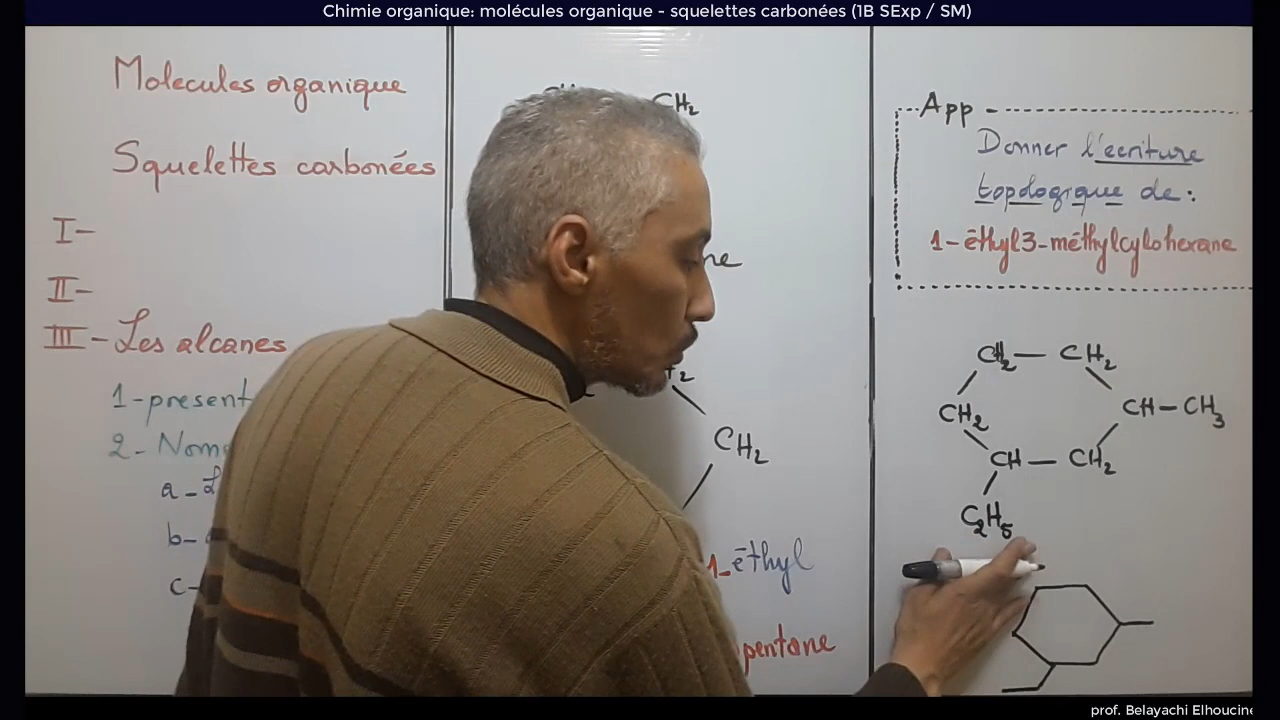 Chimie organique: molécules organique - squelettes carbonées (1B SExp / SM)
Molecules organique
Squelettes carbonées
I-
II-
III- Les alcanes
1-present
2- Nom
a-
b-
c-
CH2
ne
CH2
1-éthyl
pentane
App -
Donner l'ecriture
topologique de:
1-éthyl3-méthylcylohexane
CH2 — CH2
CH2
CH — CH3
CH — CH2
C2H5
prof. Belayachi Elhoucine